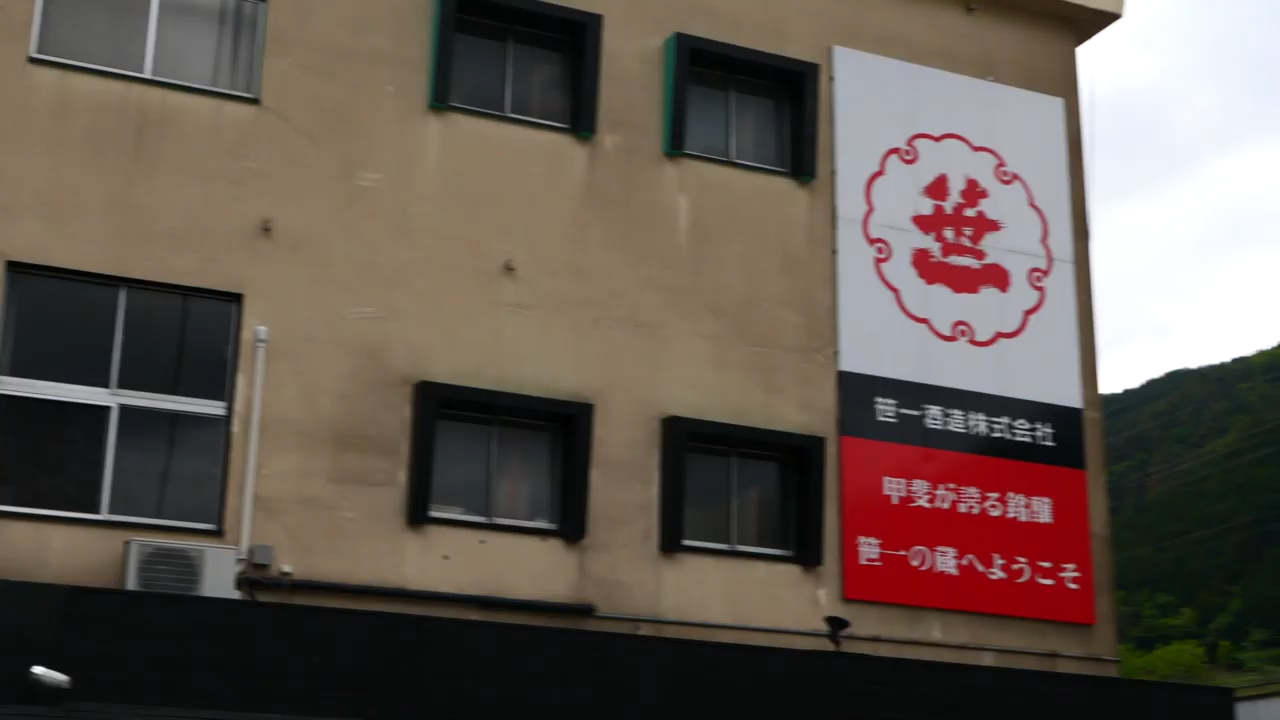 笹一
笹一酒造株式会社
甲斐が誇る銘醸
笹一の蔵へようこそ